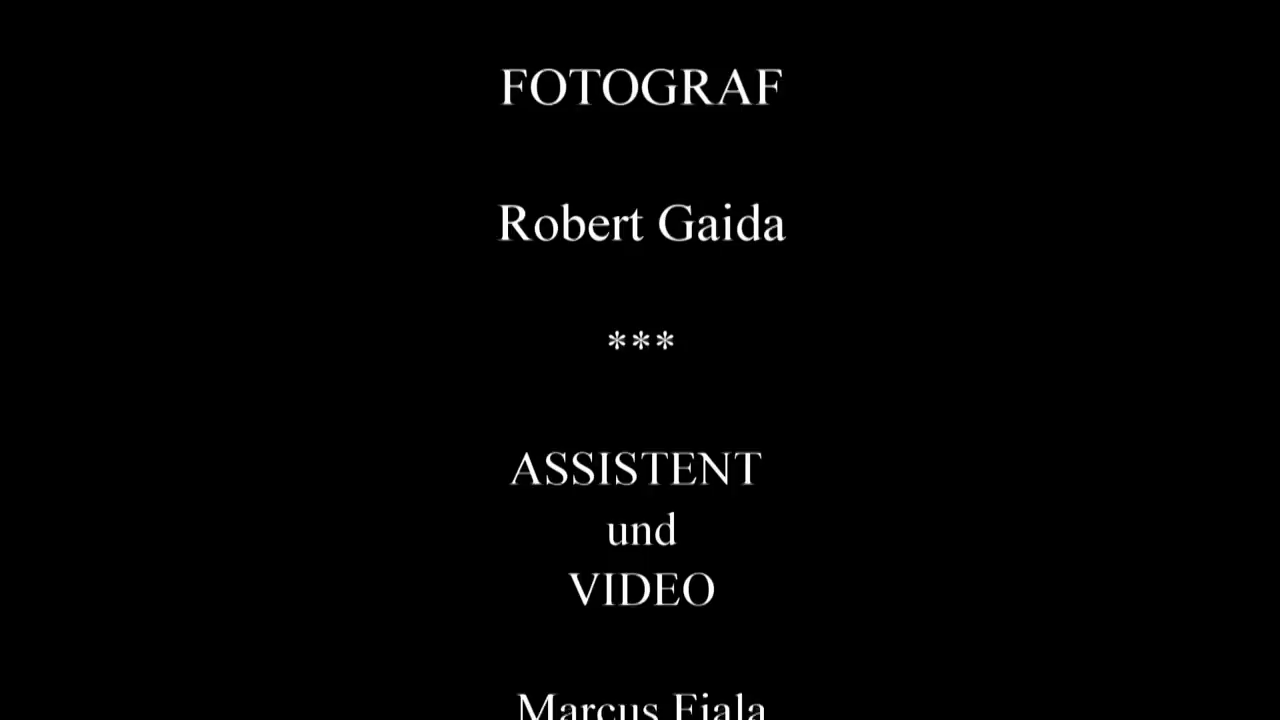 FOTOGRAF
Robert Gaida
***
ASSISTENT
und
VIDEO
Marcus Fiala